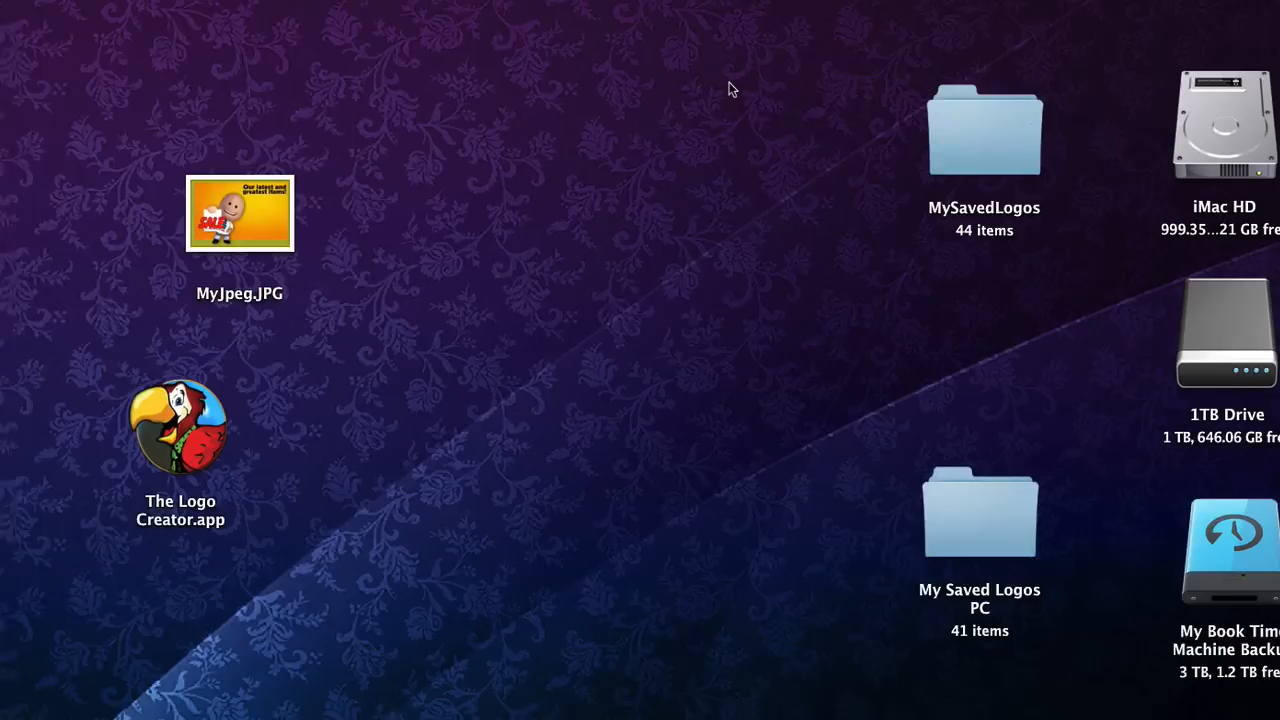 Our latest and
greatest items!
SALE
MyJpeg.JPG
The Logo
Creator.app
MySavedLogos
44 items
My Saved Logos
PC
41 items
iMac HD
999.35...21 GB fre
1TB Drive
1 TB, 646.06 GB fre
My Book Tim
Machine Backu
3 TB, 1.2 TB fre